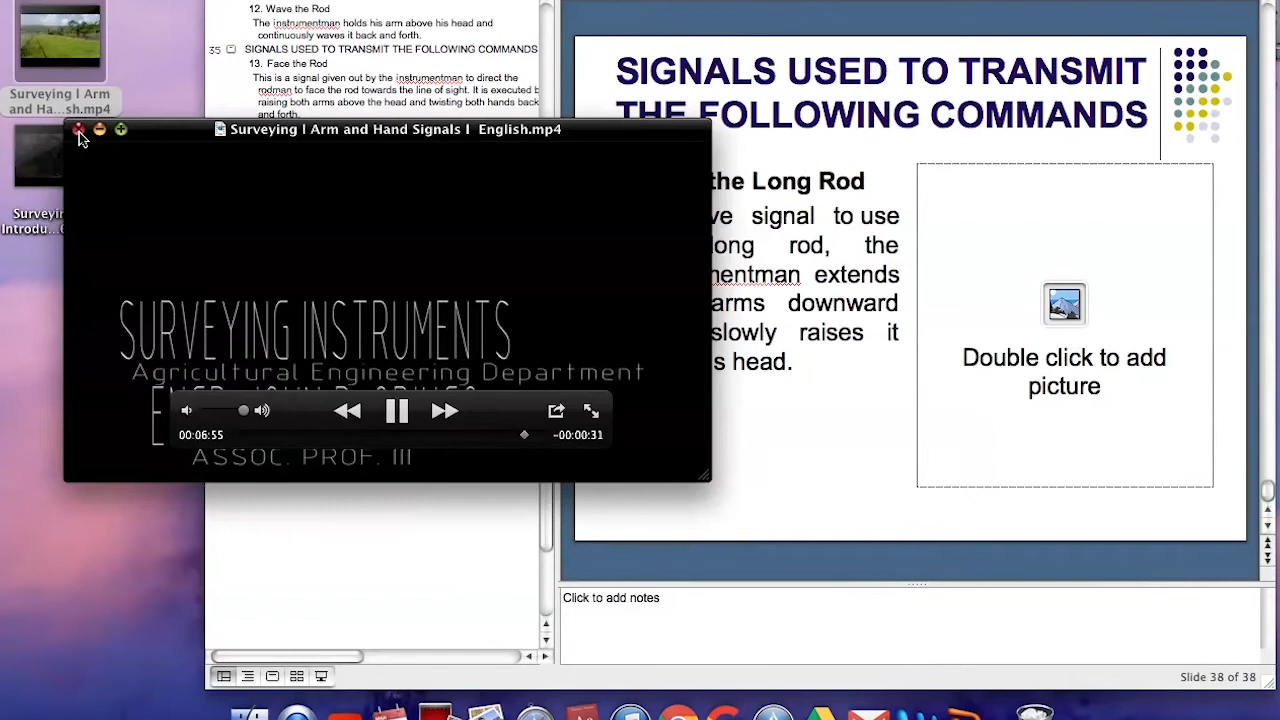 Surveying I Arm
and Ha...sh.mp4
Surveyin
Introdu...
12. Wave the Rod
The instrumentman holds his arm above his head and
continuously waves it back and forth.
35 SIGNALS USED TO TRANSMIT THE FOLLOWING COMMANDS
13. Face the Rod
This is a signal given out by the instrumentman to direct the
rodman to face the rod towards the line of sight. It is executed b
raising both arms above the head and twisting both hands back
and forth.
Surveying I Arm and Hand Signals I English.mp4
SURVEYING INSTRUMENTS
Agricultural Engineering Department
00:06:55
-00:00:31
ASSOC. PROF. III
SIGNALS USED TO TRANSMIT
THE FOLLOWING COMMANDS
the Long Rod
ve signal to use
long rod, the
mentman extends
arms downward
slowly raises it
s head.
Double click to add
picture
Click to add notes
Slide 38 of 38